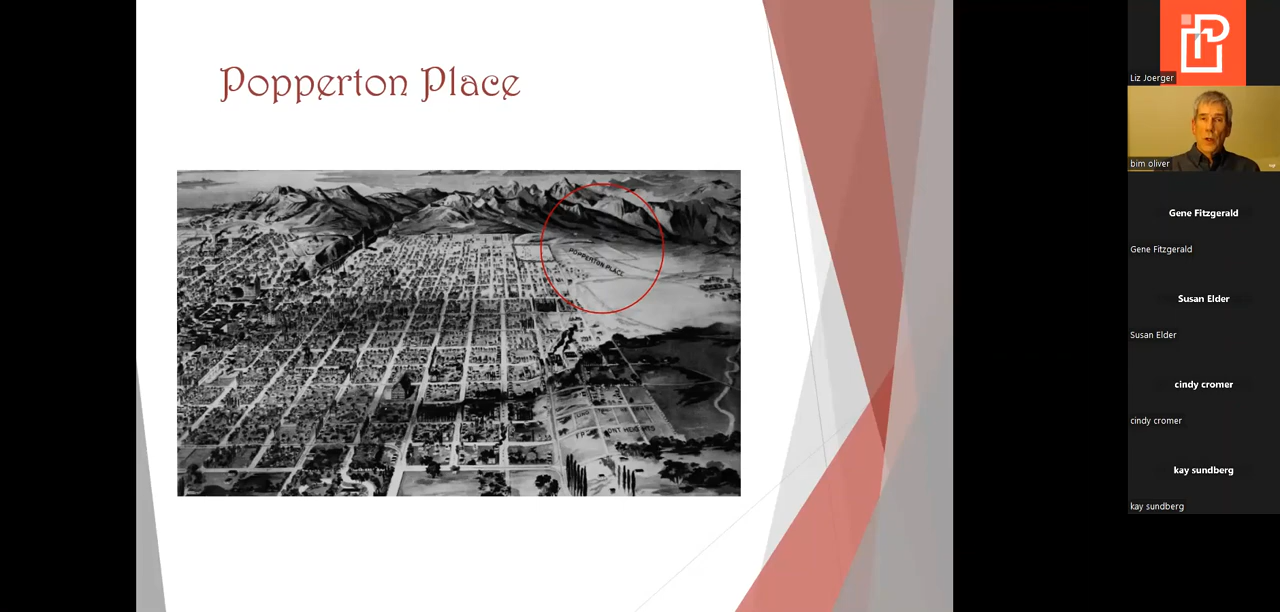 Popperton Place
POPPERTON PLACE
Liz Joerger
bim oliver
Gene Fitzgerald
Gene Fitzgerald
Susan Elder
Susan Elder
cindy cromer
cindy cromer
kay sundberg
kay sundberg